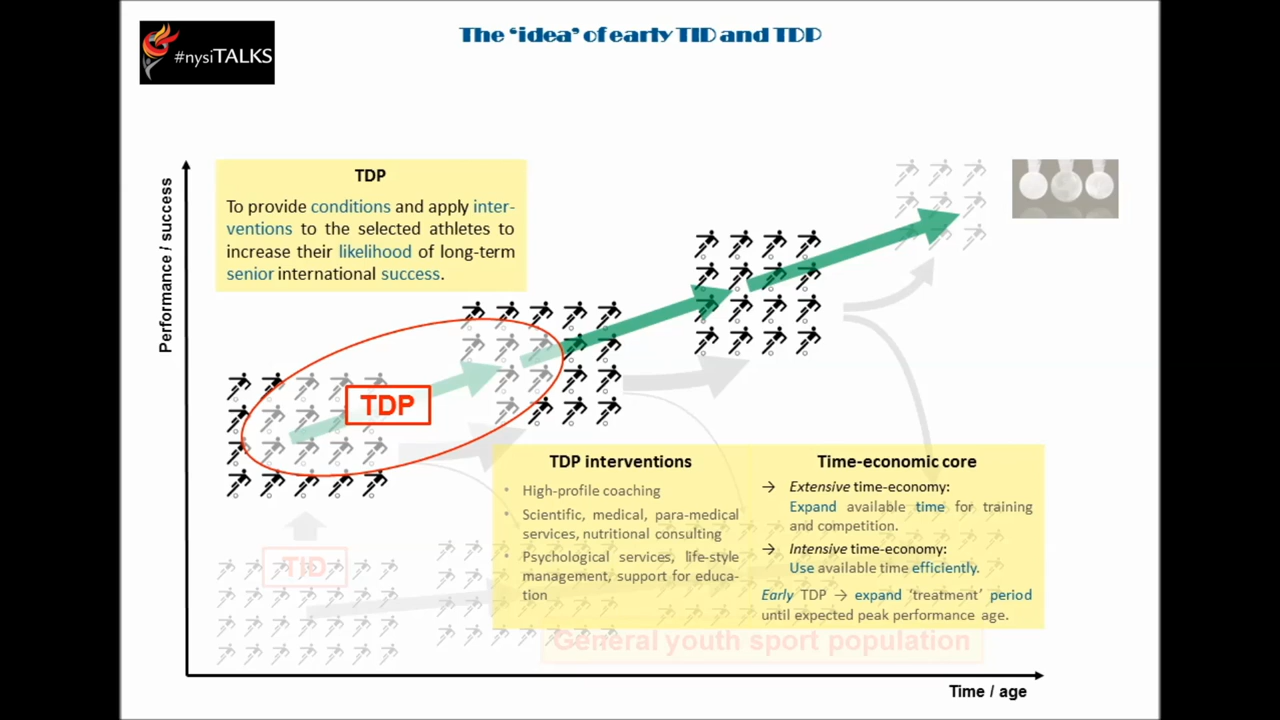 #nysiTALKS
The ‘idea’ of early TID and TDP
Performance / success
TDP
To provide conditions and apply inter-
ventions to the selected athletes to
increase their likelihood of long-term
senior international success.
TDP
TDP interventions
• High-profile coaching
• Scientific, medical, para-medical
services, nutritional consulting
• Psychological services, life-style
management, support for educa-
tion
Time-economic core
→ Extensive time-economy:
Expand available time for training
and competition.
→ Intensive time-economy:
Use available time efficiently.
Early TDP → expand ‘treatment’ period
until expected peak performance age.
TID
General youth sport population
Time / age